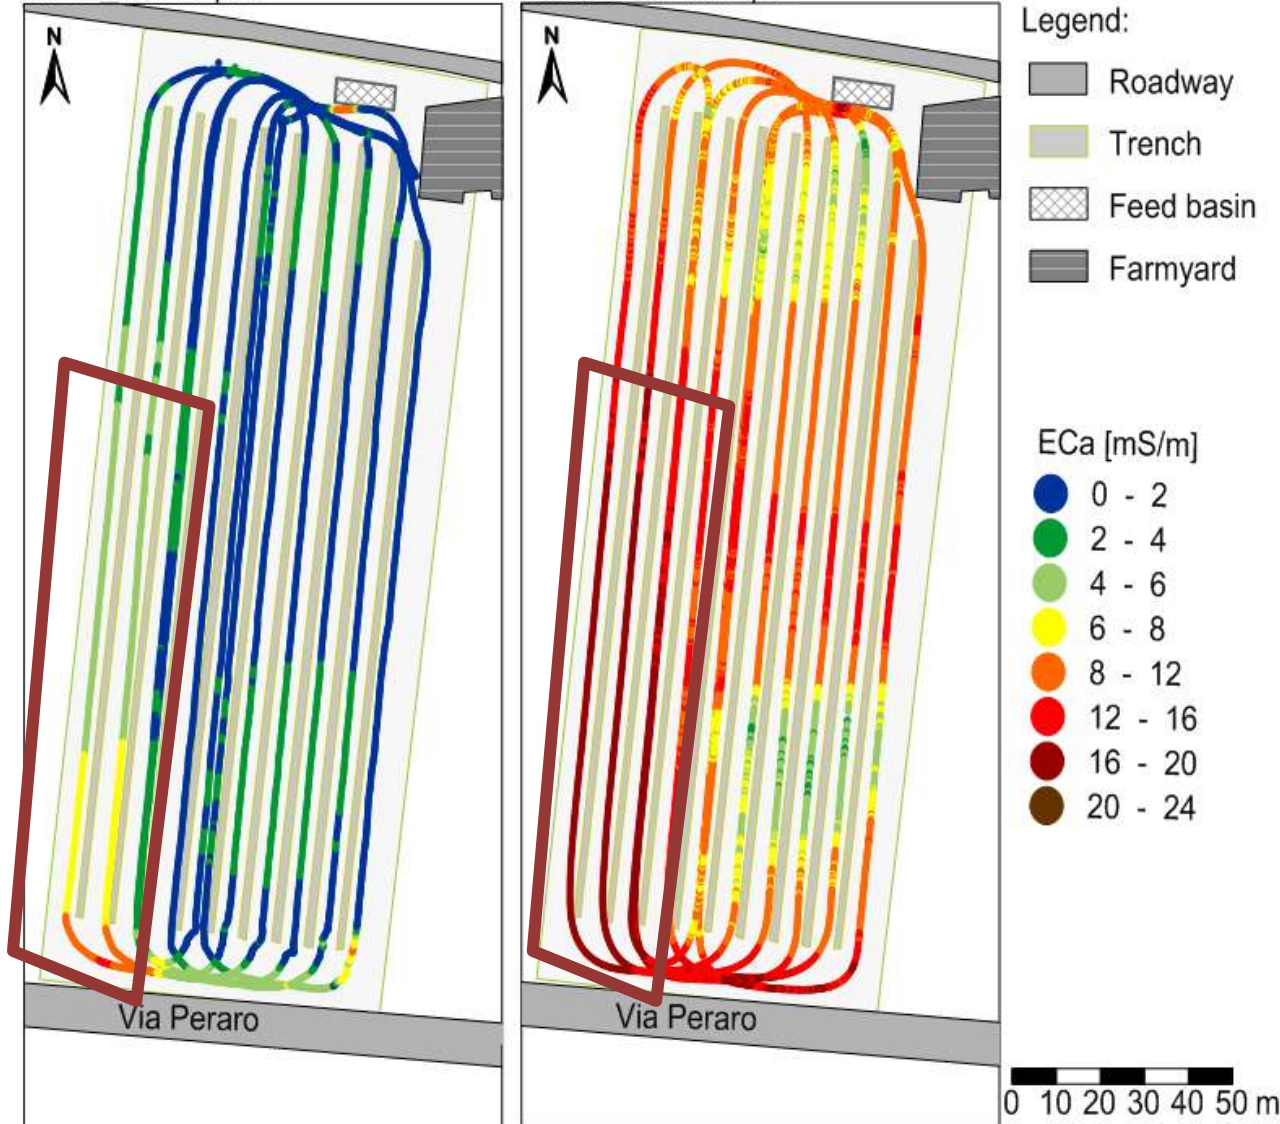 N
N
Via Peraro
Via Peraro
Legend:
Roadway
Trench
Feed basin
Farmyard
ECa [mS/m]
0 - 2
2 - 4
4 - 6
6 - 8
8 - 12
12 - 16
16 - 20
20 - 24
0 10 20 30 40 50 m